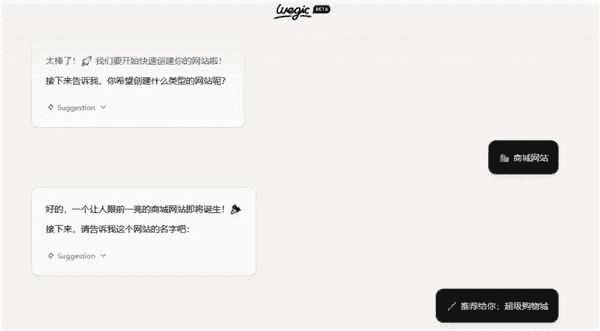 wegic BETA
太棒了！🚀 我们要开始快速创建你的网站啦！
接下来告诉我，你希望创建什么类型的网站呢？
Suggestion
商城网站
好的，一个让人眼前一亮的商城网站即将诞生！🎉
接下来，请告诉我这个网站的名字吧：
Suggestion
推荐给你：超级购物城